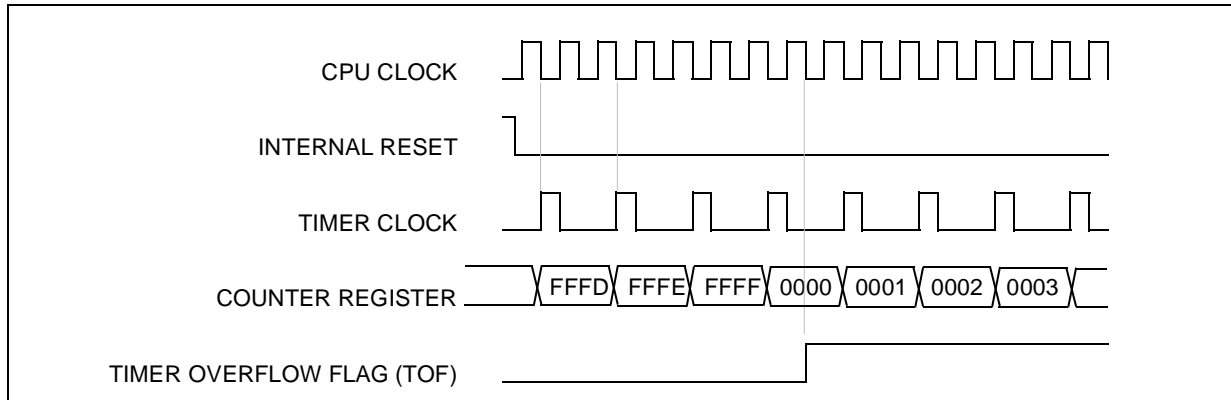 CPU CLOCK
INTERNAL RESET
TIMER CLOCK
COUNTER REGISTER FFFD FFFE FFFF 0000 0001 0002 0003
TIMER OVERFLOW FLAG (TOF)